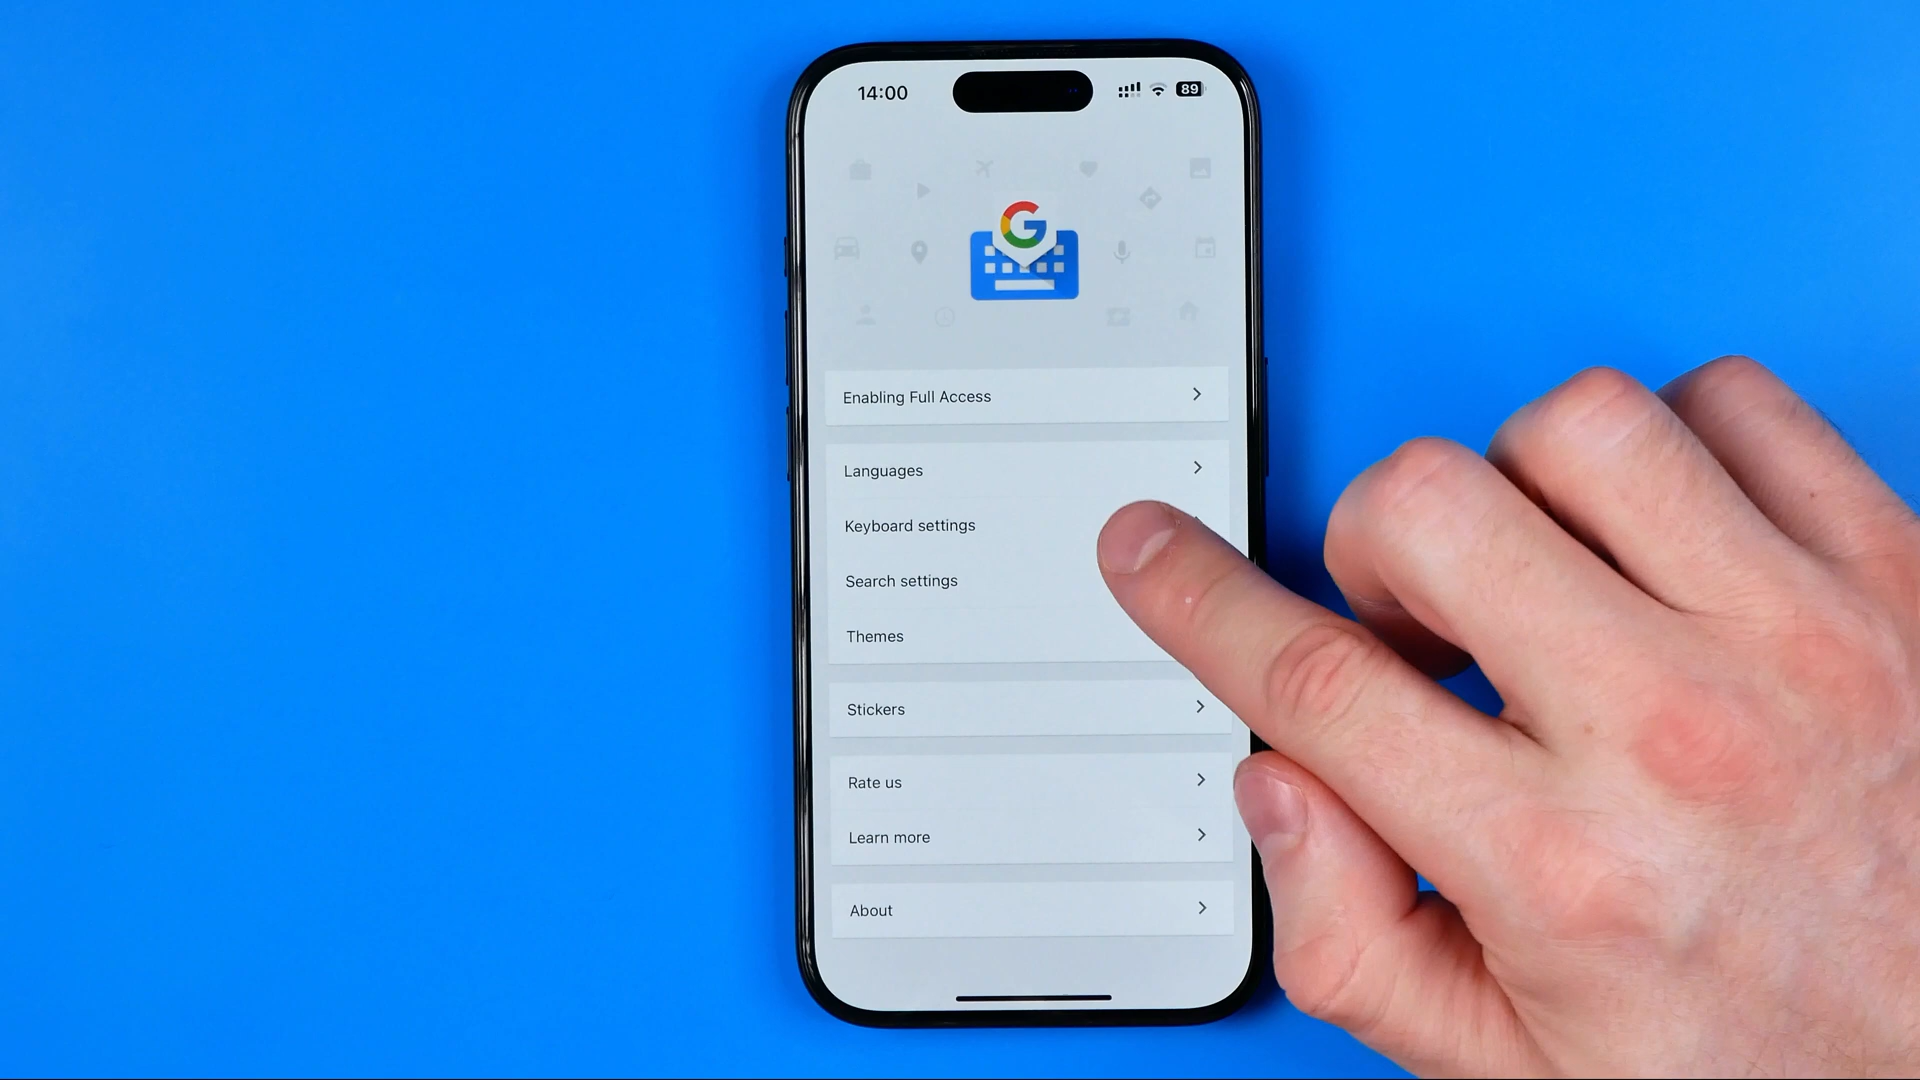 14:00
89
G
Enabling Full Access
Languages
Keyboard settings
Search settings
Themes
Stickers
Rate us
Learn more
About